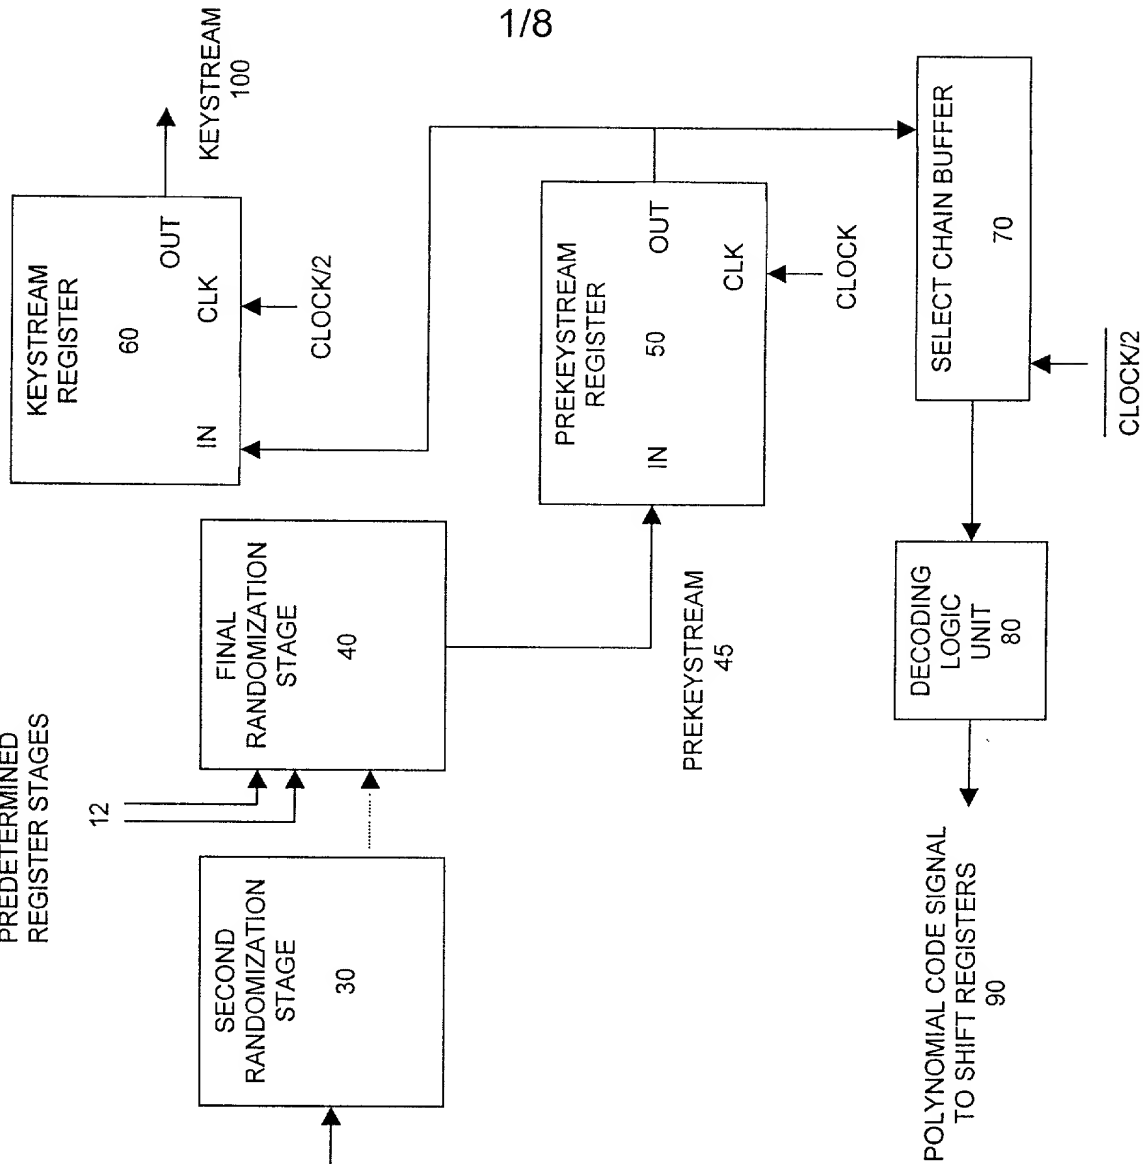 1/8
KEYSTREAM
100
KEYSTREAM
REGISTER
60
OUT
IN
CLK
CLOCK/2
PREDETERMINED
REGISTER STAGES
12
FINAL
RANDOMIZATION
STAGE
40
SECOND
RANDOMIZATION
STAGE
30
PREKEYSTREAM
REGISTER
50
IN
OUT
CLK
CLOCK
PREKEYSTREAM
45
SELECT CHAIN BUFFER
70
CLOCK/2
DECODING
LOGIC
UNIT
80
POLYNOMIAL CODE SIGNAL
TO SHIFT REGISTERS
90